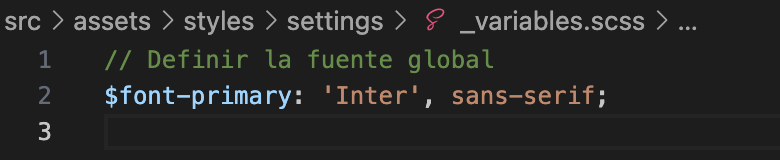 src > assets > styles > settings > _variables.scss > ...
1 // Definir la fuente global
2 $font-primary: 'Inter', sans-serif;
3